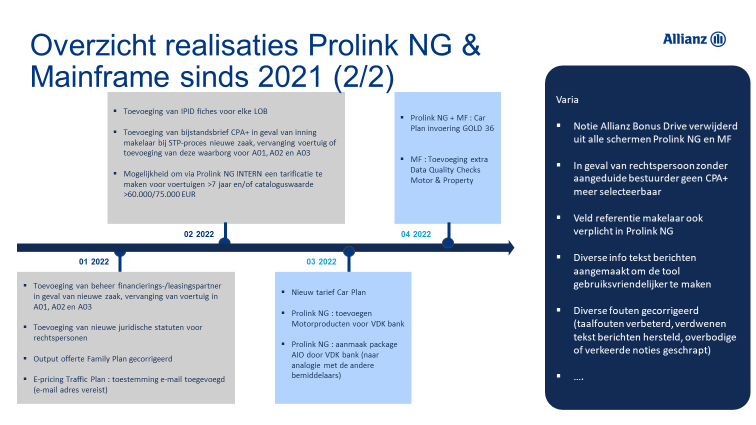 Overzicht realisaties Prolink NG &
Mainframe sinds 2021 (2/2)
Allianz
▪ Toevoeging van IPID fiches voor elke LOB
▪ Toevoeging van bijstandsbrief CPA+ in geval van inning
makelaar bij STP-proces nieuwe zaak, vervanging voertuig of
toevoeging van deze waarborg voor A01, A02 en A03
▪ Mogelijkheid om via Prolink NG INTERN een tarificatie te
maken voor voertuigen >7 jaar en/of cataloguswaarde
>60.000/75.000 EUR
▪ Prolink NG + MF : Car
Plan invoering GOLD 36
▪ MF : Toevoeging extra
Data Quality Checks
Motor & Property
02 2022
04 2022
01 2022
03 2022
▪ Toevoeging van beheer financierings-/leasingspartner
in geval van nieuwe zaak, vervanging van voertuig in
A01, A02 en A03
▪ Toevoeging van nieuwe juridische statuten voor
rechtspersonen
▪ Output offerte Family Plan gecorrigeerd
▪ E-pricing Traffic Plan : toestemming e-mail toegevoegd
(e-mail adres vereist)
▪ Nieuw tarief Car Plan
▪ Prolink NG : toevoegen
Motorproducten voor VDK bank
▪ Prolink NG : aanmaak package
AIO door VDK bank (naar
analogie met de andere
bemiddelaars)
Varia
▪ Notie Allianz Bonus Drive verwijderd
uit alle schermen Prolink NG en MF
▪ In geval van rechtspersoon zonder
aangeduide bestuurder geen CPA+
meer selecteerbaar
▪ Veld referentie makelaar ook
verplicht in Prolink NG
▪ Diverse info tekst berichten
aangemaakt om de tool
gebruiksvriendelijker te maken
▪ Diverse fouten gecorrigeerd
(taalfouten verbeterd, verdwenen
tekst berichten hersteld, overbodige
of verkeerde noties geschrapt)
▪ ....